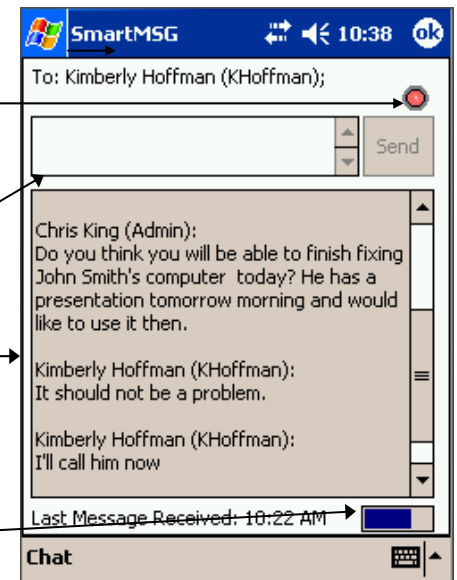 SmartMSG 10:38 ok
To: Kimberly Hoffman (KHoffman);
Send
Chris King (Admin):
Do you think you will be able to finish fixing
John Smith's computer  today? He has a
presentation tomorrow morning and would
like to use it then.
Kimberly Hoffman (KHoffman):
It should not be a problem.
Kimberly Hoffman (KHoffman):
I'll call him now
Last Message Received: 10:22 AM
Chat